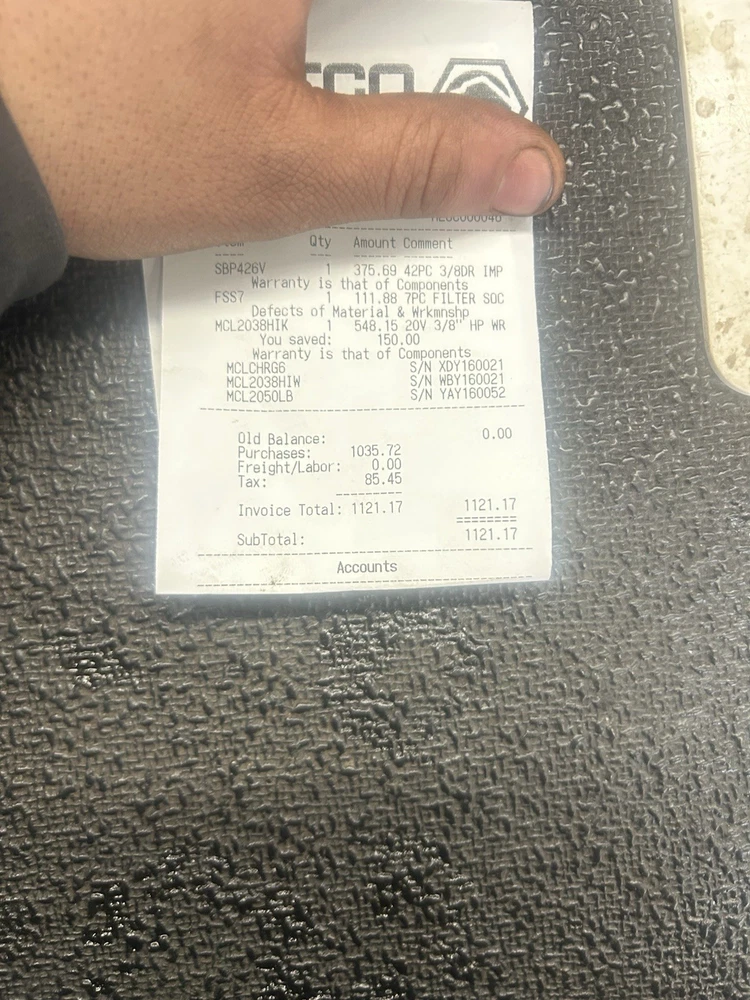 TCO
Qty Amount Comment
SBP426V 1 375.69 42PC 3/8DR IMP
Warranty is that of Components
FSS7 1 111.88 7PC FILTER SOC
Defects of Material & Wrkmnshp
MCL2038HIK 1 548.15 20V 3/8" HP WR
You saved: 150.00
Warranty is that of Components
MCLCHRG6 S/N XDY160021
MCL2038HIW S/N WBY160021
MCL2050LB S/N YAY160052
Old Balance: 0.00
Purchases: 1035.72
Freight/Labor: 0.00
Tax: 85.45
Invoice Total: 1121.17 1121.17
SubTotal: 1121.17
Accounts